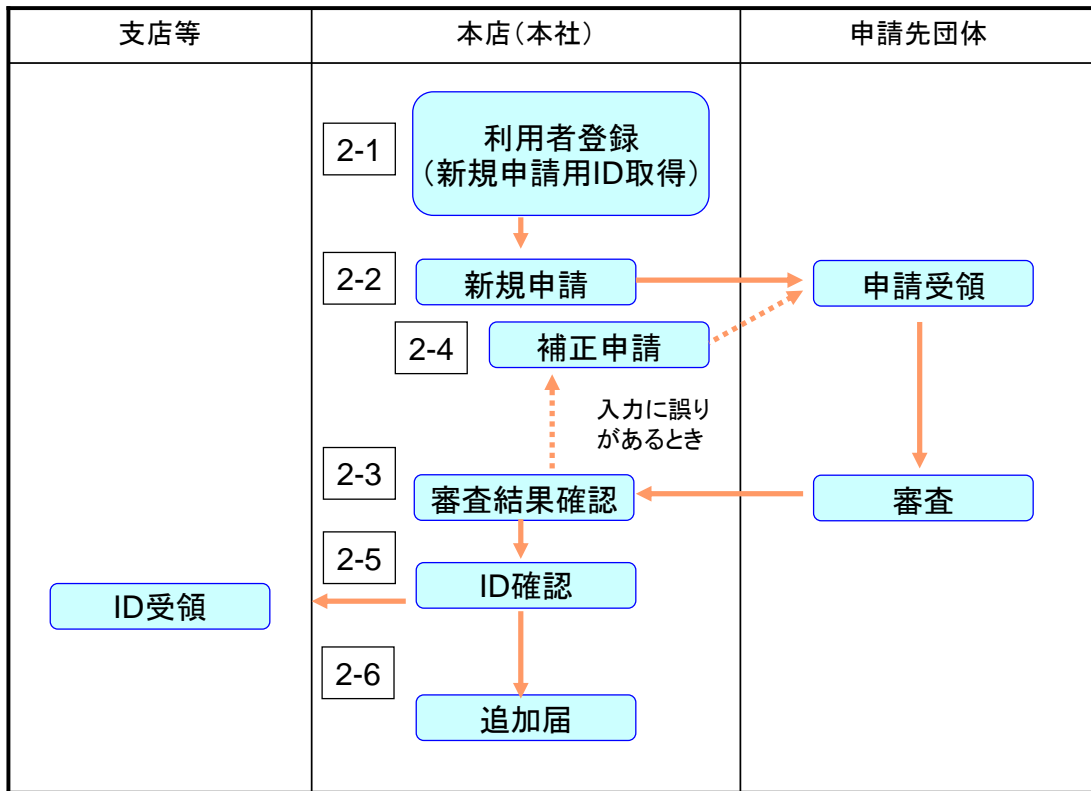 支店等
本店（本社）
申請先団体
2-1
利用者登録
（新規申請用ID取得）
2-2
新規申請
申請受領
2-4
補正申請
入力に誤り
があるとき
2-3
審査結果確認
審査
2-5
ID確認
ID受領
2-6
追加届